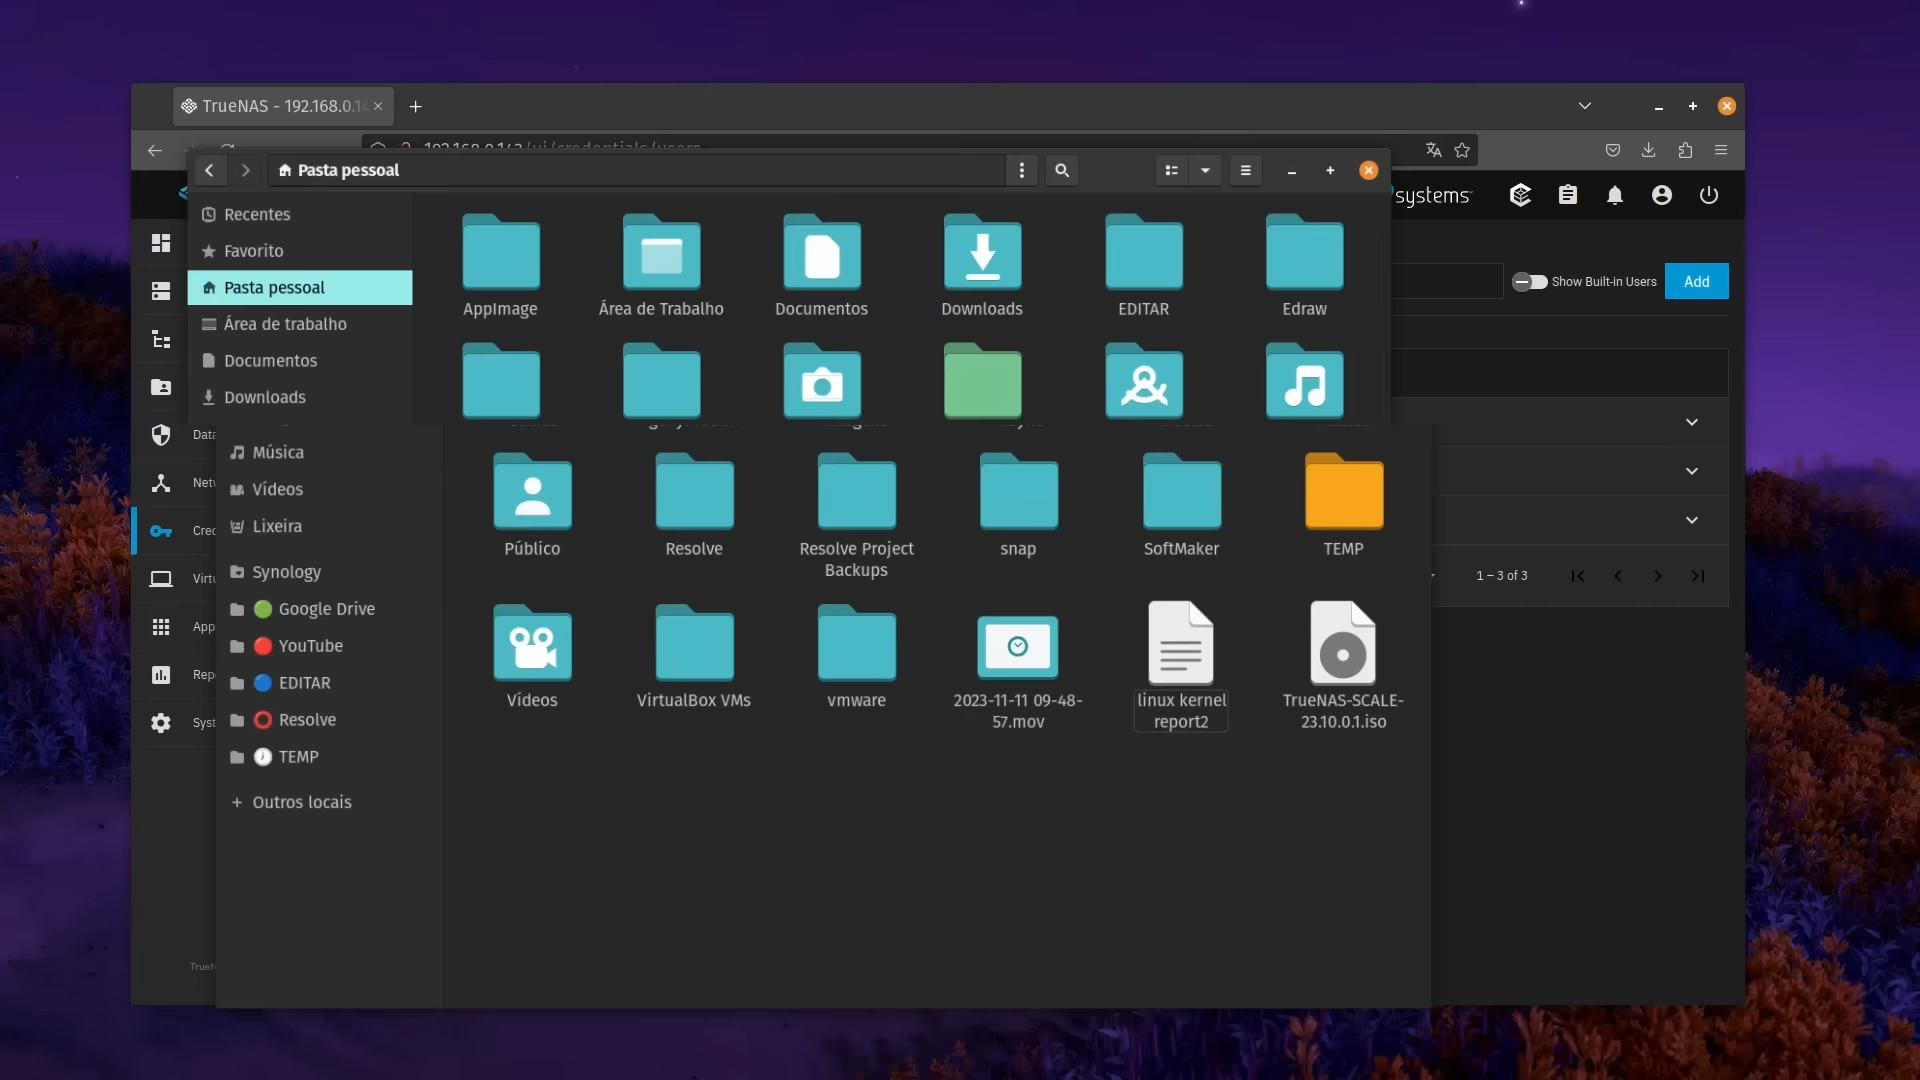 TrueNAS - 192.168.0.14
Pasta pessoal
systems
Recentes
Favorito
Pasta pessoal
Área de trabalho
Documentos
Downloads
Música
Vídeos
Lixeira
Synology
Google Drive
YouTube
EDITAR
Resolve
TEMP
Outros locais
AppImage
Área de Trabalho
Documentos
Downloads
EDITAR
Edraw
Público
Resolve
Resolve Project
Backups
snap
SoftMaker
TEMP
Vídeos
VirtualBox VMs
vmware
2023-11-11 09-48-
57.mov
linux kernel
report2
TrueNAS-SCALE-
23.10.0.1.iso
Show Built-in Users
Add
1 – 3 of 3